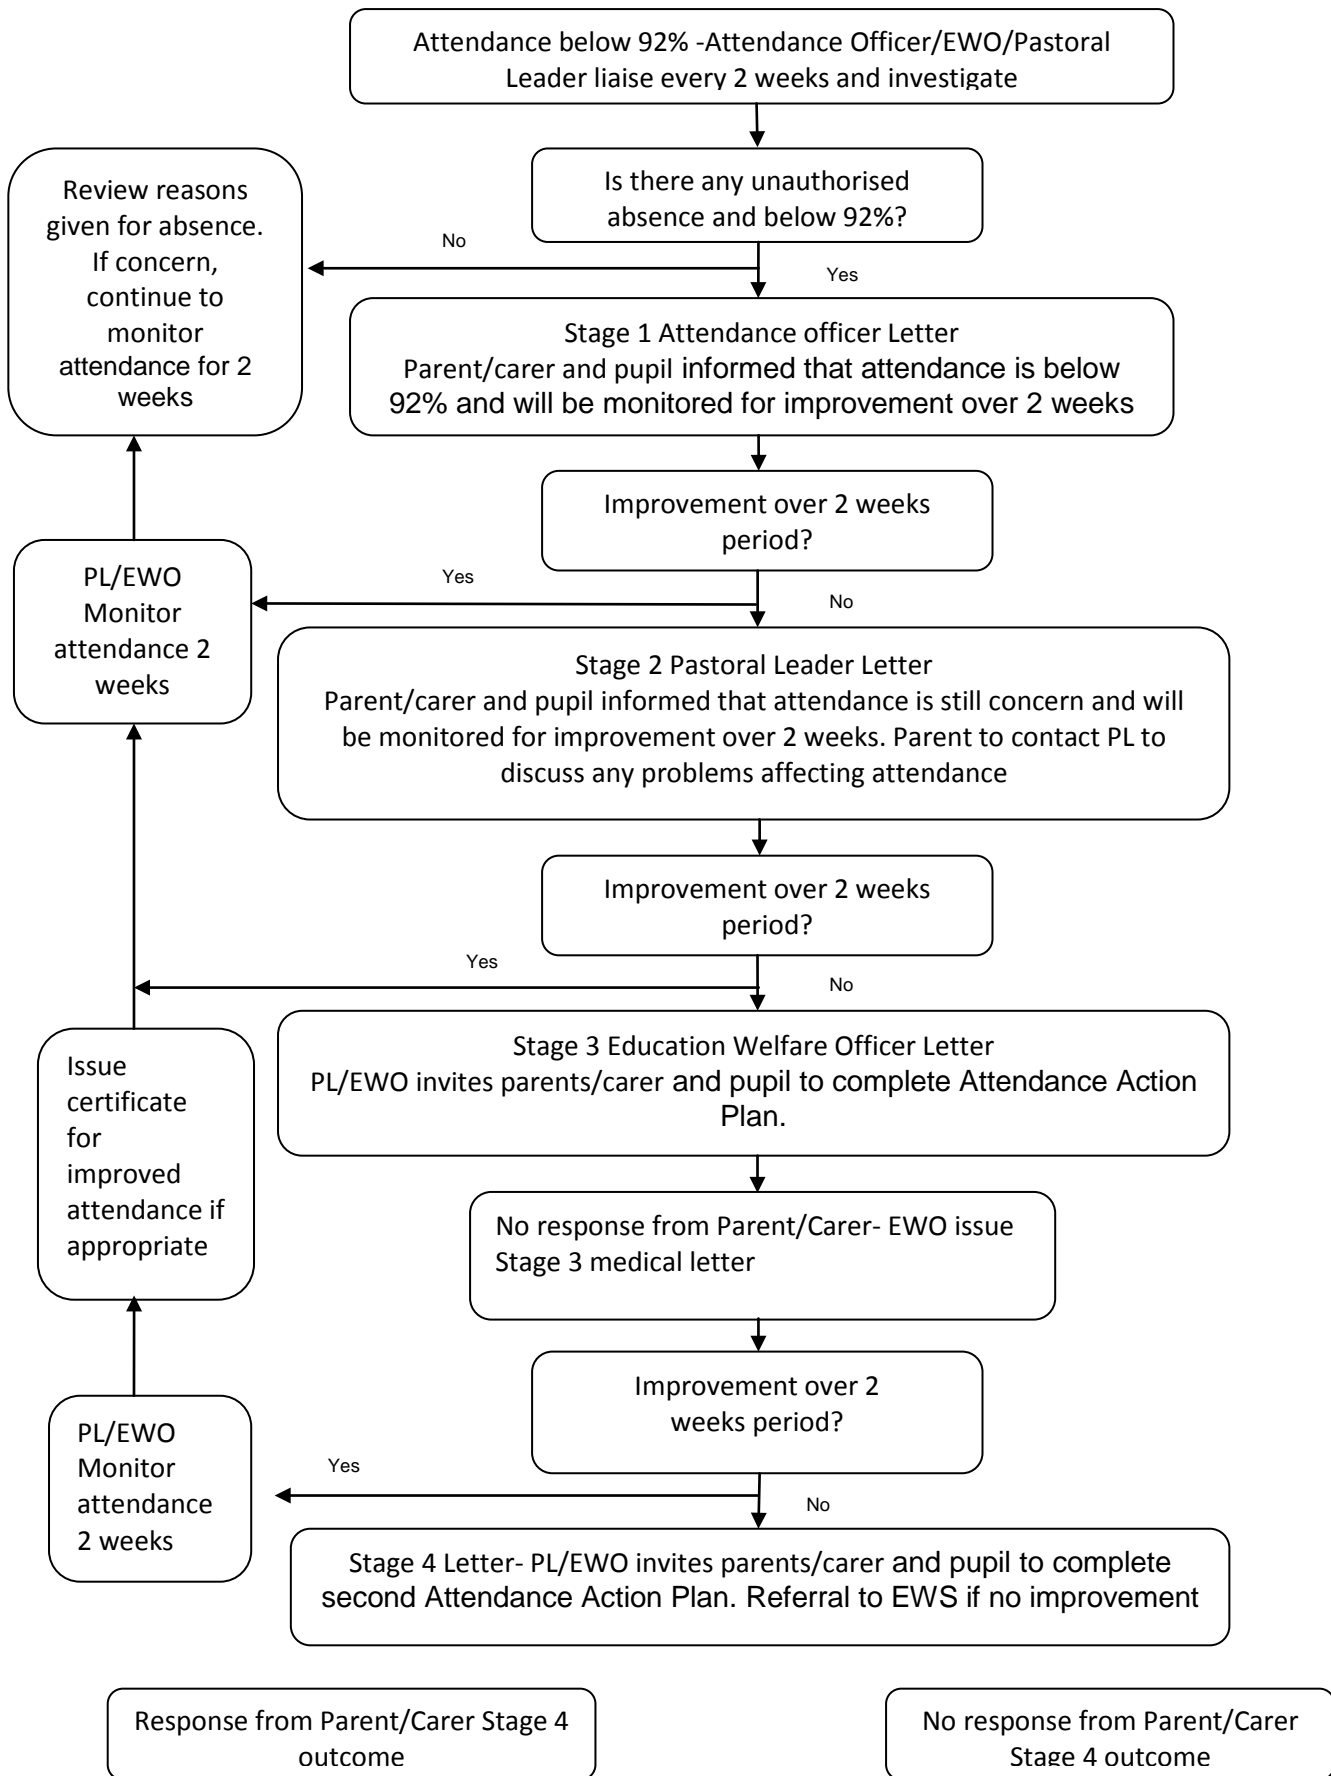 Attendance below 92% -Attendance Officer/EWO/Pastoral
Leader liaise every 2 weeks and investigate
Is there any unauthorised
absence and below 92%?
Review reasons
given for absence.
If concern,
continue to
monitor
attendance for 2
weeks
No
Yes
Stage 1 Attendance officer Letter
Parent/carer and pupil informed that attendance is below
92% and will be monitored for improvement over 2 weeks
Improvement over 2 weeks
period?
PL/EWO
Monitor
attendance 2
weeks
Yes
No
Stage 2 Pastoral Leader Letter
Parent/carer and pupil informed that attendance is still concern and will
be monitored for improvement over 2 weeks. Parent to contact PL to
discuss any problems affecting attendance
Improvement over 2 weeks
period?
Yes
No
Issue
certificate
for
improved
attendance if
appropriate
Stage 3 Education Welfare Officer Letter
PL/EWO invites parents/carer and pupil to complete Attendance Action
Plan.
No response from Parent/Carer- EWO issue
Stage 3 medical letter
Improvement over 2
weeks period?
PL/EWO
Monitor
attendance
2 weeks
Yes
No
Stage 4 Letter- PL/EWO invites parents/carer and pupil to complete
second Attendance Action Plan. Referral to EWS if no improvement
Response from Parent/Carer Stage 4
outcome
No response from Parent/Carer
Stage 4 outcome